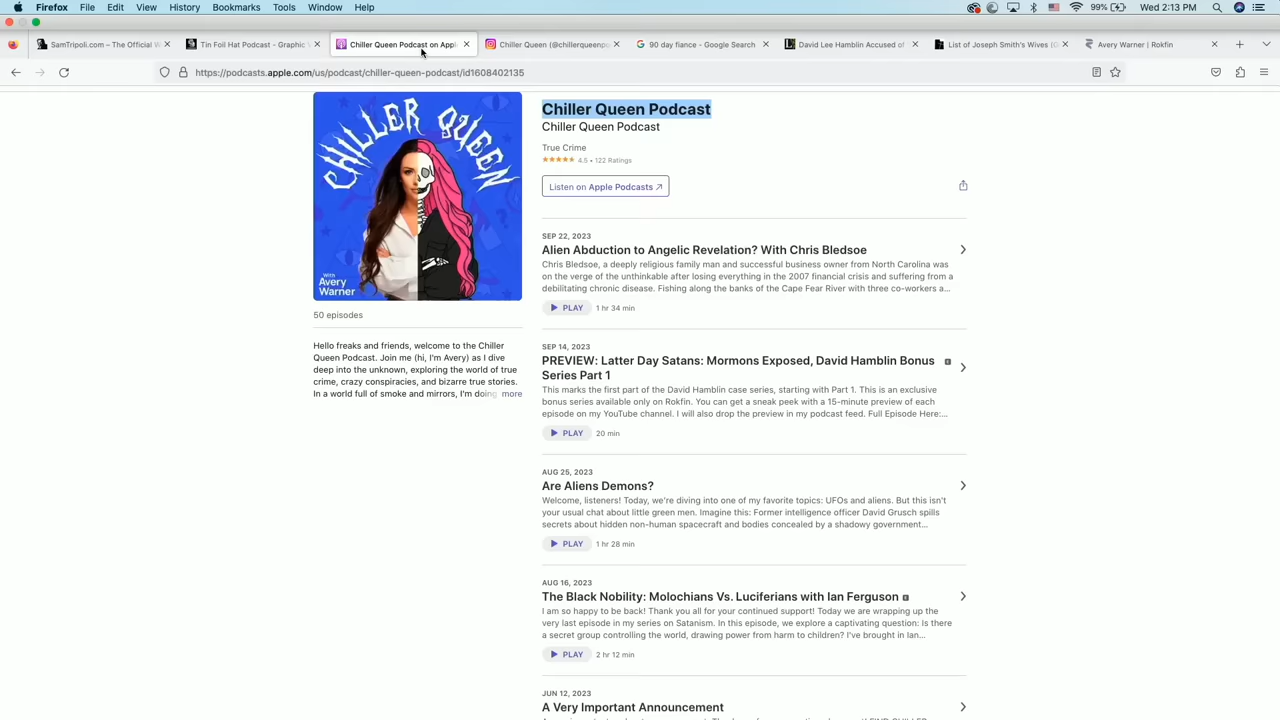 Firefox File Edit View History Bookmarks Tools Window Help 99% Wed 2:13 PM
SamTripoli.com – The Official W Tin Foil Hat Podcast - Graphic Chiller Queen Podcast on Appl Chiller Queen (@chillerqueenpo 90 day fiance - Google Search David Lee Hamblin Accused of List of Joseph Smith's Wives (G Avery Warner | Rokfin
https://podcasts.apple.com/us/podcast/chiller-queen-podcast/id1608402135
CHILLER QUEEN
With
Avery
Warner
50 episodes
Hello freaks and friends, welcome to the Chiller
Queen Podcast. Join me (hi, I'm Avery) as I dive
deep into the unknown, exploring the world of true
crime, crazy conspiracies, and bizarre true stories.
In a world full of smoke and mirrors, I'm doing more
Chiller Queen Podcast
Chiller Queen Podcast
True Crime
4.5 • 122 Ratings
Listen on Apple Podcasts ↗
SEP 22, 2023
Alien Abduction to Angelic Revelation? With Chris Bledsoe
Chris Bledsoe, a deeply religious family man and successful business owner from North Carolina was
on the verge of the unthinkable after losing everything in the 2007 financial crisis and suffering from a
debilitating chronic disease. Fishing along the banks of the Cape Fear River with three co-workers a...
PLAY 1 hr 34 min
SEP 14, 2023
PREVIEW: Latter Day Satans: Mormons Exposed, David Hamblin Bonus
Series Part 1
This marks the first part of the David Hamblin case series, starting with Part 1. This is an exclusive
bonus series available only on Rokfin. You can get a sneak peek with a 15-minute preview of each
episode on my YouTube channel. I will also drop the preview in my podcast feed. Full Episode Here:...
PLAY 20 min
AUG 25, 2023
Are Aliens Demons?
Welcome, listeners! Today, we're diving into one of my favorite topics: UFOs and aliens. But this isn't
your usual chat about little green men. Imagine this: Former intelligence officer David Grusch spills
secrets about hidden non-human spacecraft and bodies concealed by a shadowy government...
PLAY 1 hr 28 min
AUG 16, 2023
The Black Nobility: Molochians Vs. Luciferians with Ian Ferguson E
I am so happy to be back! Thank you all for your continued support! Today we are wrapping up the
very last episode in my series on Satanism. In this episode, we explore a captivating question: Is there
a secret group controlling the world, drawing power from harm to children? I've brought in Ian...
PLAY 2 hr 12 min
JUN 12, 2023
A Very Important Announcement